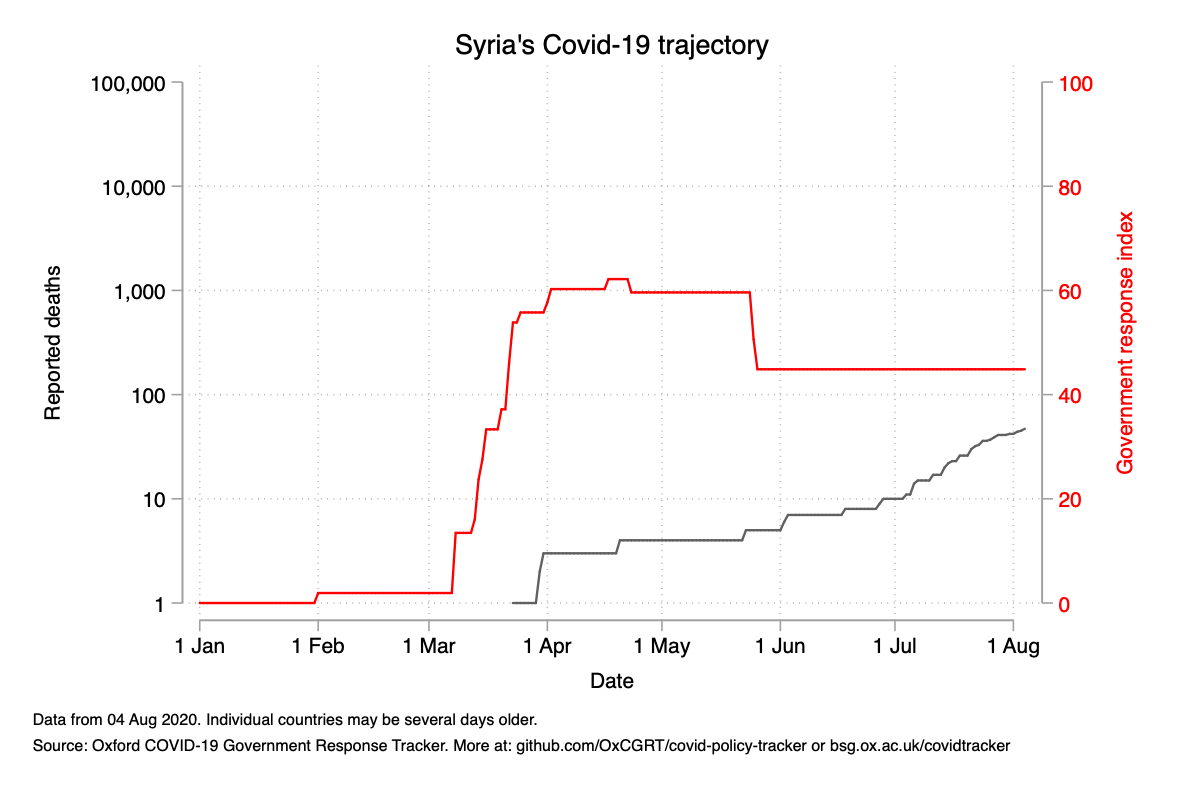 Syria's Covid-19 trajectory
100,000
10,000
1,000
100
10
1
Reported deaths
100
80
60
40
20
0
Government response index
1 Jan 1 Feb 1 Mar 1 Apr 1 May 1 Jun 1 Jul 1 Aug
Date
Data from 04 Aug 2020. Individual countries may be several days older.
Source: Oxford COVID-19 Government Response Tracker. More at: github.com/OxCGRT/covid-policy-tracker or bsg.ox.ac.uk/covidtracker